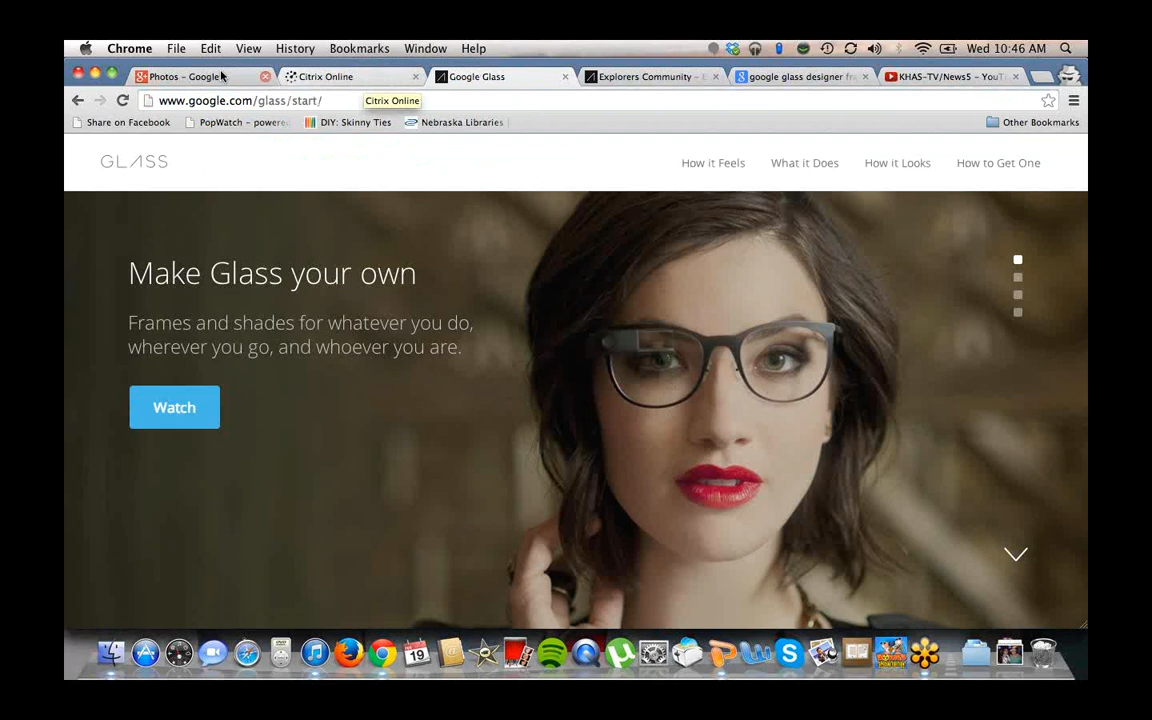 Chrome File Edit View History Bookmarks Window Help Wed 10:46 AM
Photos - Google Citrix Online Google Glass Explorers Community - E google glass designer fra KHAS-TV/News5 - YouT
www.google.com/glass/start/ Citrix Online
Share on Facebook PopWatch - powere DIY: Skinny Ties Nebraska Libraries Other Bookmarks
GLASS How it Feels What it Does How it Looks How to Get One
Make Glass your own
Frames and shades for whatever you do,
wherever you go, and whoever you are.
Watch
19